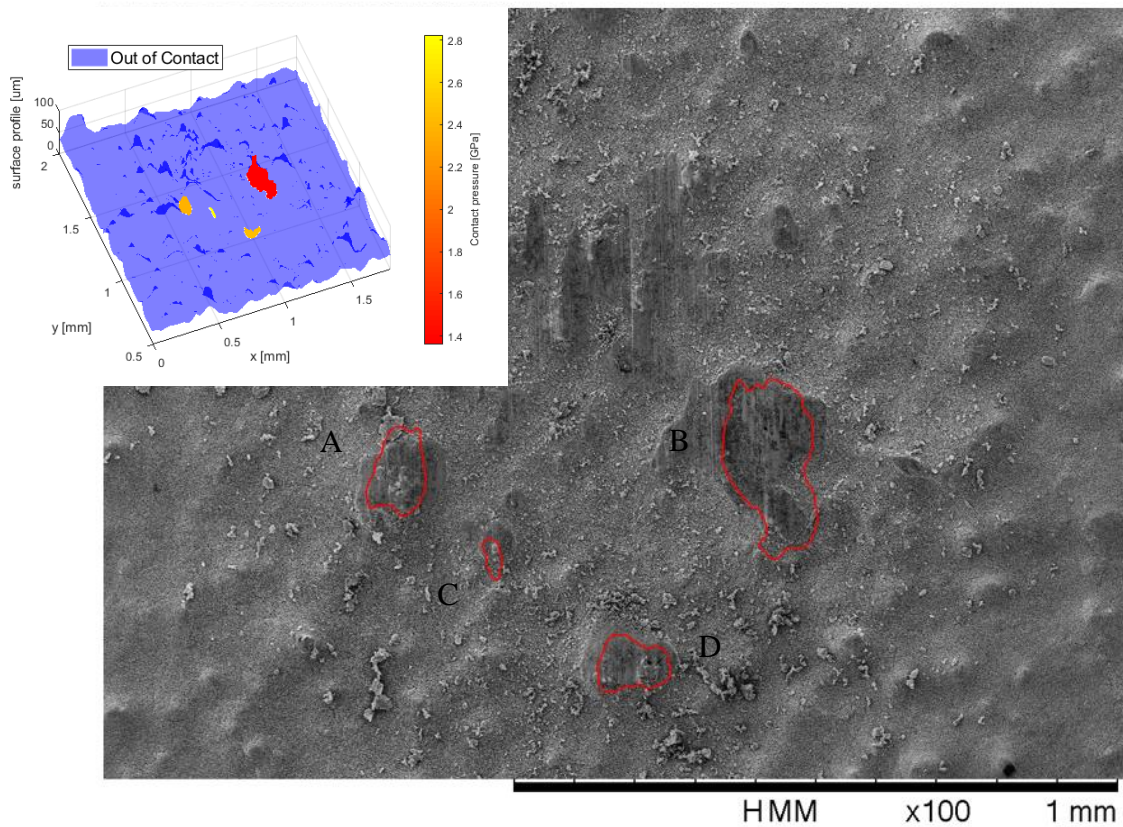 Out of Contact
surface profile [um]
100
50
0
2
1.5
1
0.5
y [mm]
0
0.5
1
1.5
x [mm]
2.8
2.6
2.4
2.2
2
1.8
1.6
1.4
Contact pressure [GPa]
A
B
C
D
HMM x100 1 mm